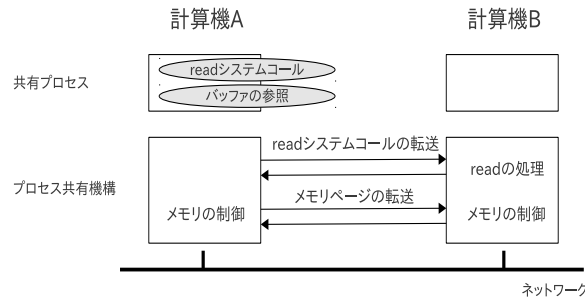 計算機A
計算機B
共有プロセス
readシステムコール
バッファの参照
プロセス共有機構
readシステムコールの転送
readの処理
メモリページの転送
メモリの制御
メモリの制御
ネットワーク